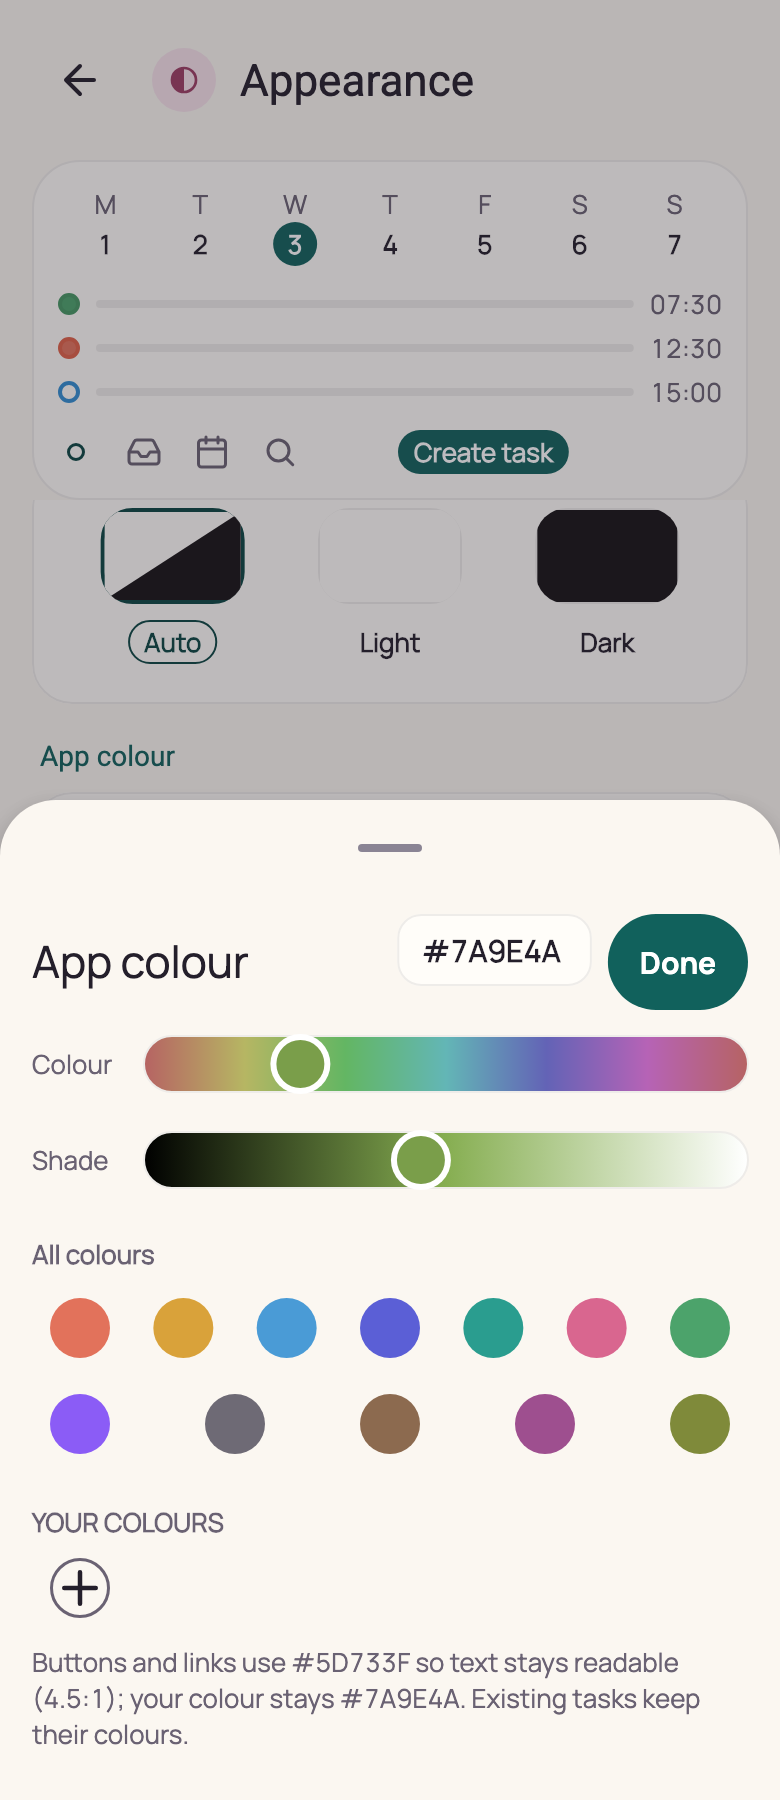 Appearance
M T W T F S S
1 2 3 4 5 6 7
07:30
12:30
15:00
Create task
Auto Light Dark
App colour
App colour #7A9E4A Done
Colour
Shade
All colours
YOUR COLOURS
Buttons and links use #5D733F so text stays readable
(4.5:1); your colour stays #7A9E4A. Existing tasks keep
their colours.